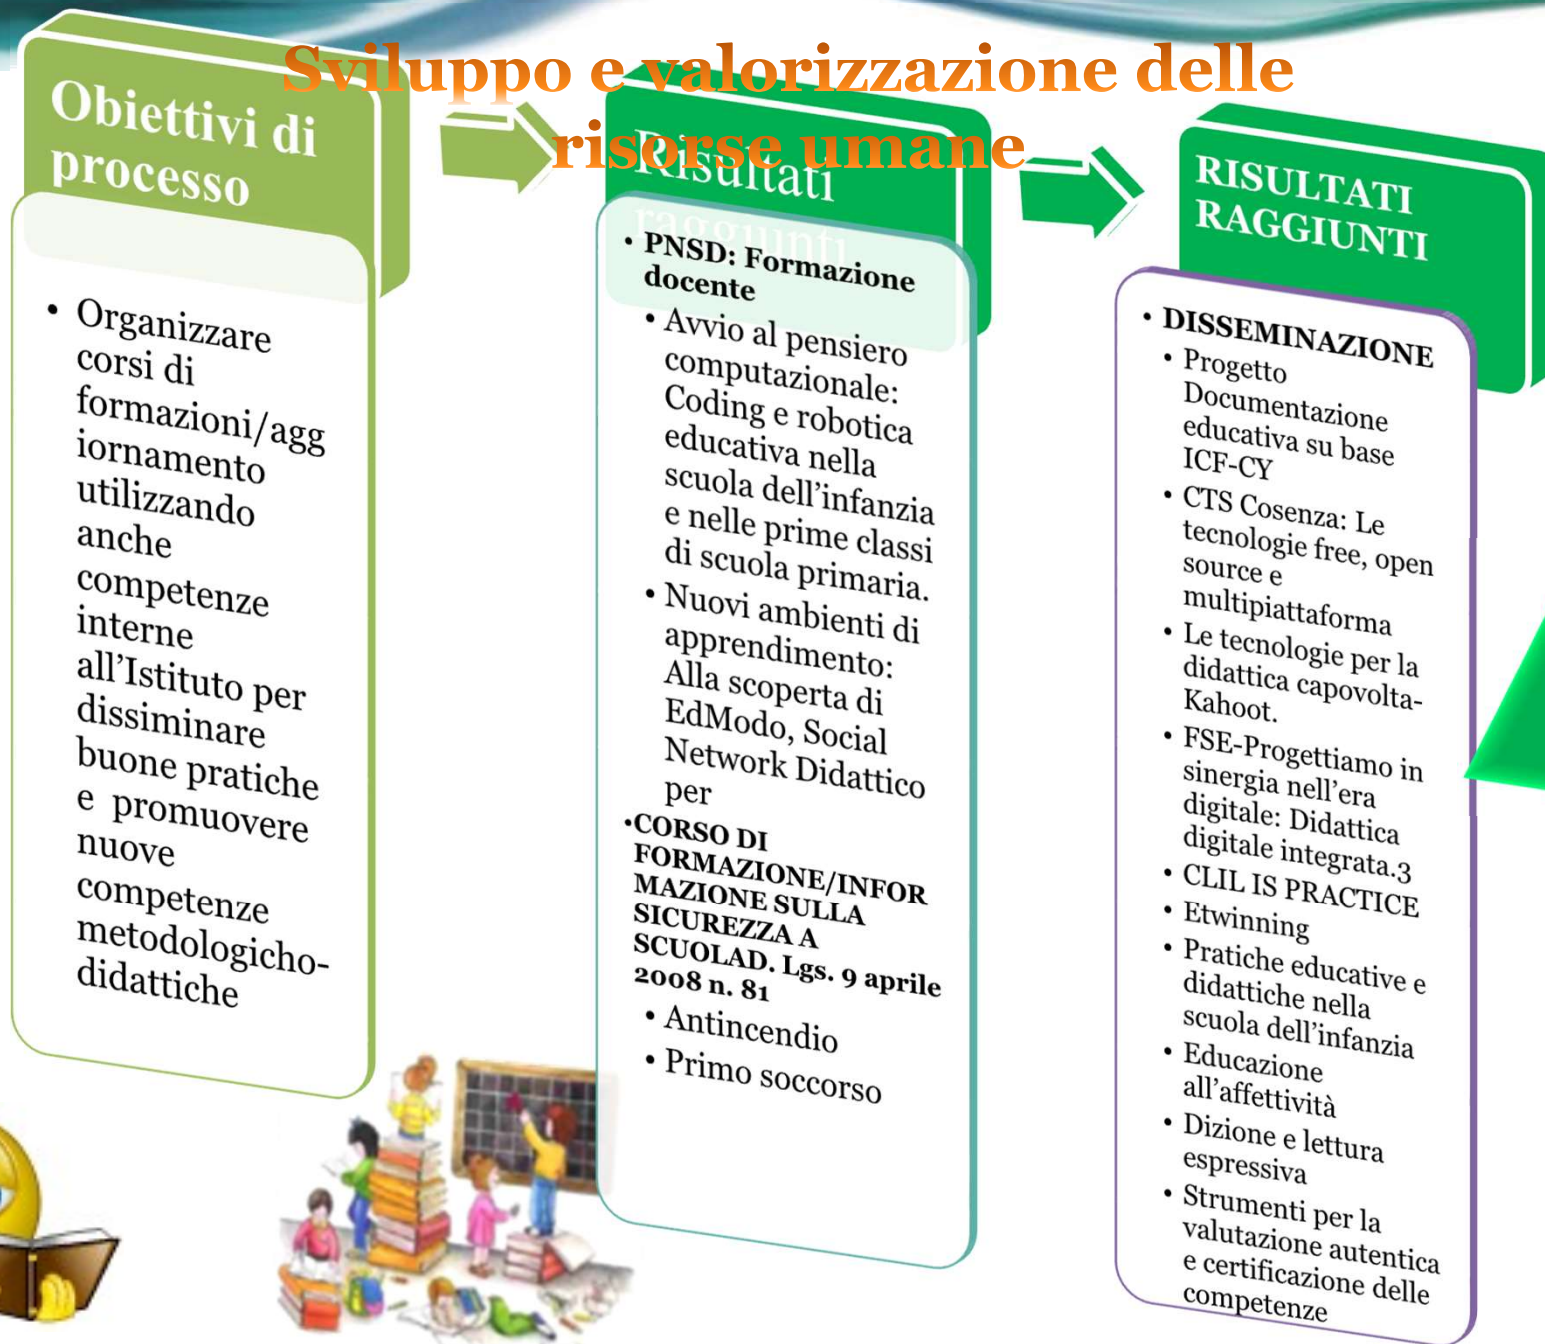 Sviluppo e valorizzazione delle
risorse umane
Obiettivi di
processo
• Organizzare
corsi di
formazioni/agg
iornamento
utilizzando
anche
competenze
interne
all’Istituto per
dissiminare
buone pratiche
e promuovere
nuove
competenze
metodologicho-
didattiche
Risultati
raggiunti
• PNSD: Formazione
docente
• Avvio al pensiero
computazionale:
Coding e robotica
educativa nella
scuola dell’infanzia
e nelle prime classi
di scuola primaria.
• Nuovi ambienti di
apprendimento:
Alla scoperta di
EdModo, Social
Network Didattico
per
•CORSO DI
FORMAZIONE/INFOR
MAZIONE SULLA
SICUREZZA A
SCUOLAD. Lgs. 9 aprile
2008 n. 81
• Antincendio
• Primo soccorso
RISULTATI
RAGGIUNTI
• DISSEMINAZIONE
• Progetto
Documentazione
educativa su base
ICF-CY
• CTS Cosenza: Le
tecnologie free, open
source e
multipiattaforma
• Le tecnologie per la
didattica capovolta-
Kahoot.
• FSE-Progettiamo in
sinergia nell’era
digitale: Didattica
digitale integrata.3
• CLIL IS PRACTICE
• Etwinning
• Pratiche educative e
didattiche nella
scuola dell’infanzia
• Educazione
all’affettività
• Dizione e lettura
espressiva
• Strumenti per la
valutazione autentica
e certificazione delle
competenze